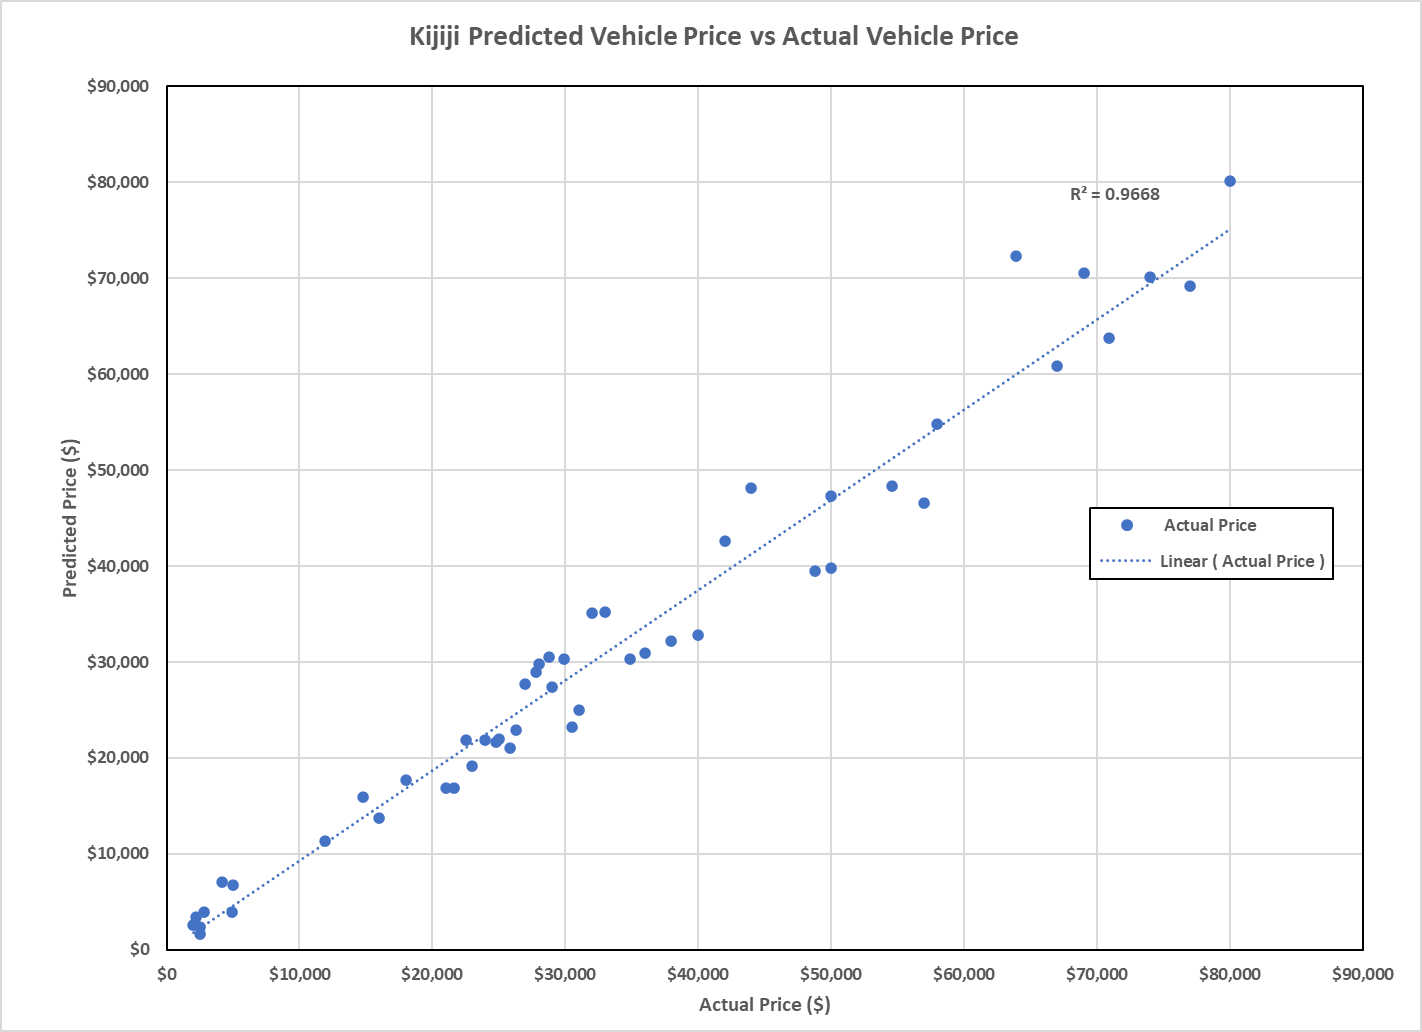 Kijiji Predicted Vehicle Price vs Actual Vehicle Price
$90,000
$80,000
R² = 0.9668
$70,000
$60,000
$50,000
Predicted Price ($)
Actual Price
$40,000
Linear ( Actual Price )
$30,000
$20,000
$10,000
$0
$0 $10,000 $20,000 $30,000 $40,000 $50,000 $60,000 $70,000 $80,000 $90,000
Actual Price ($)